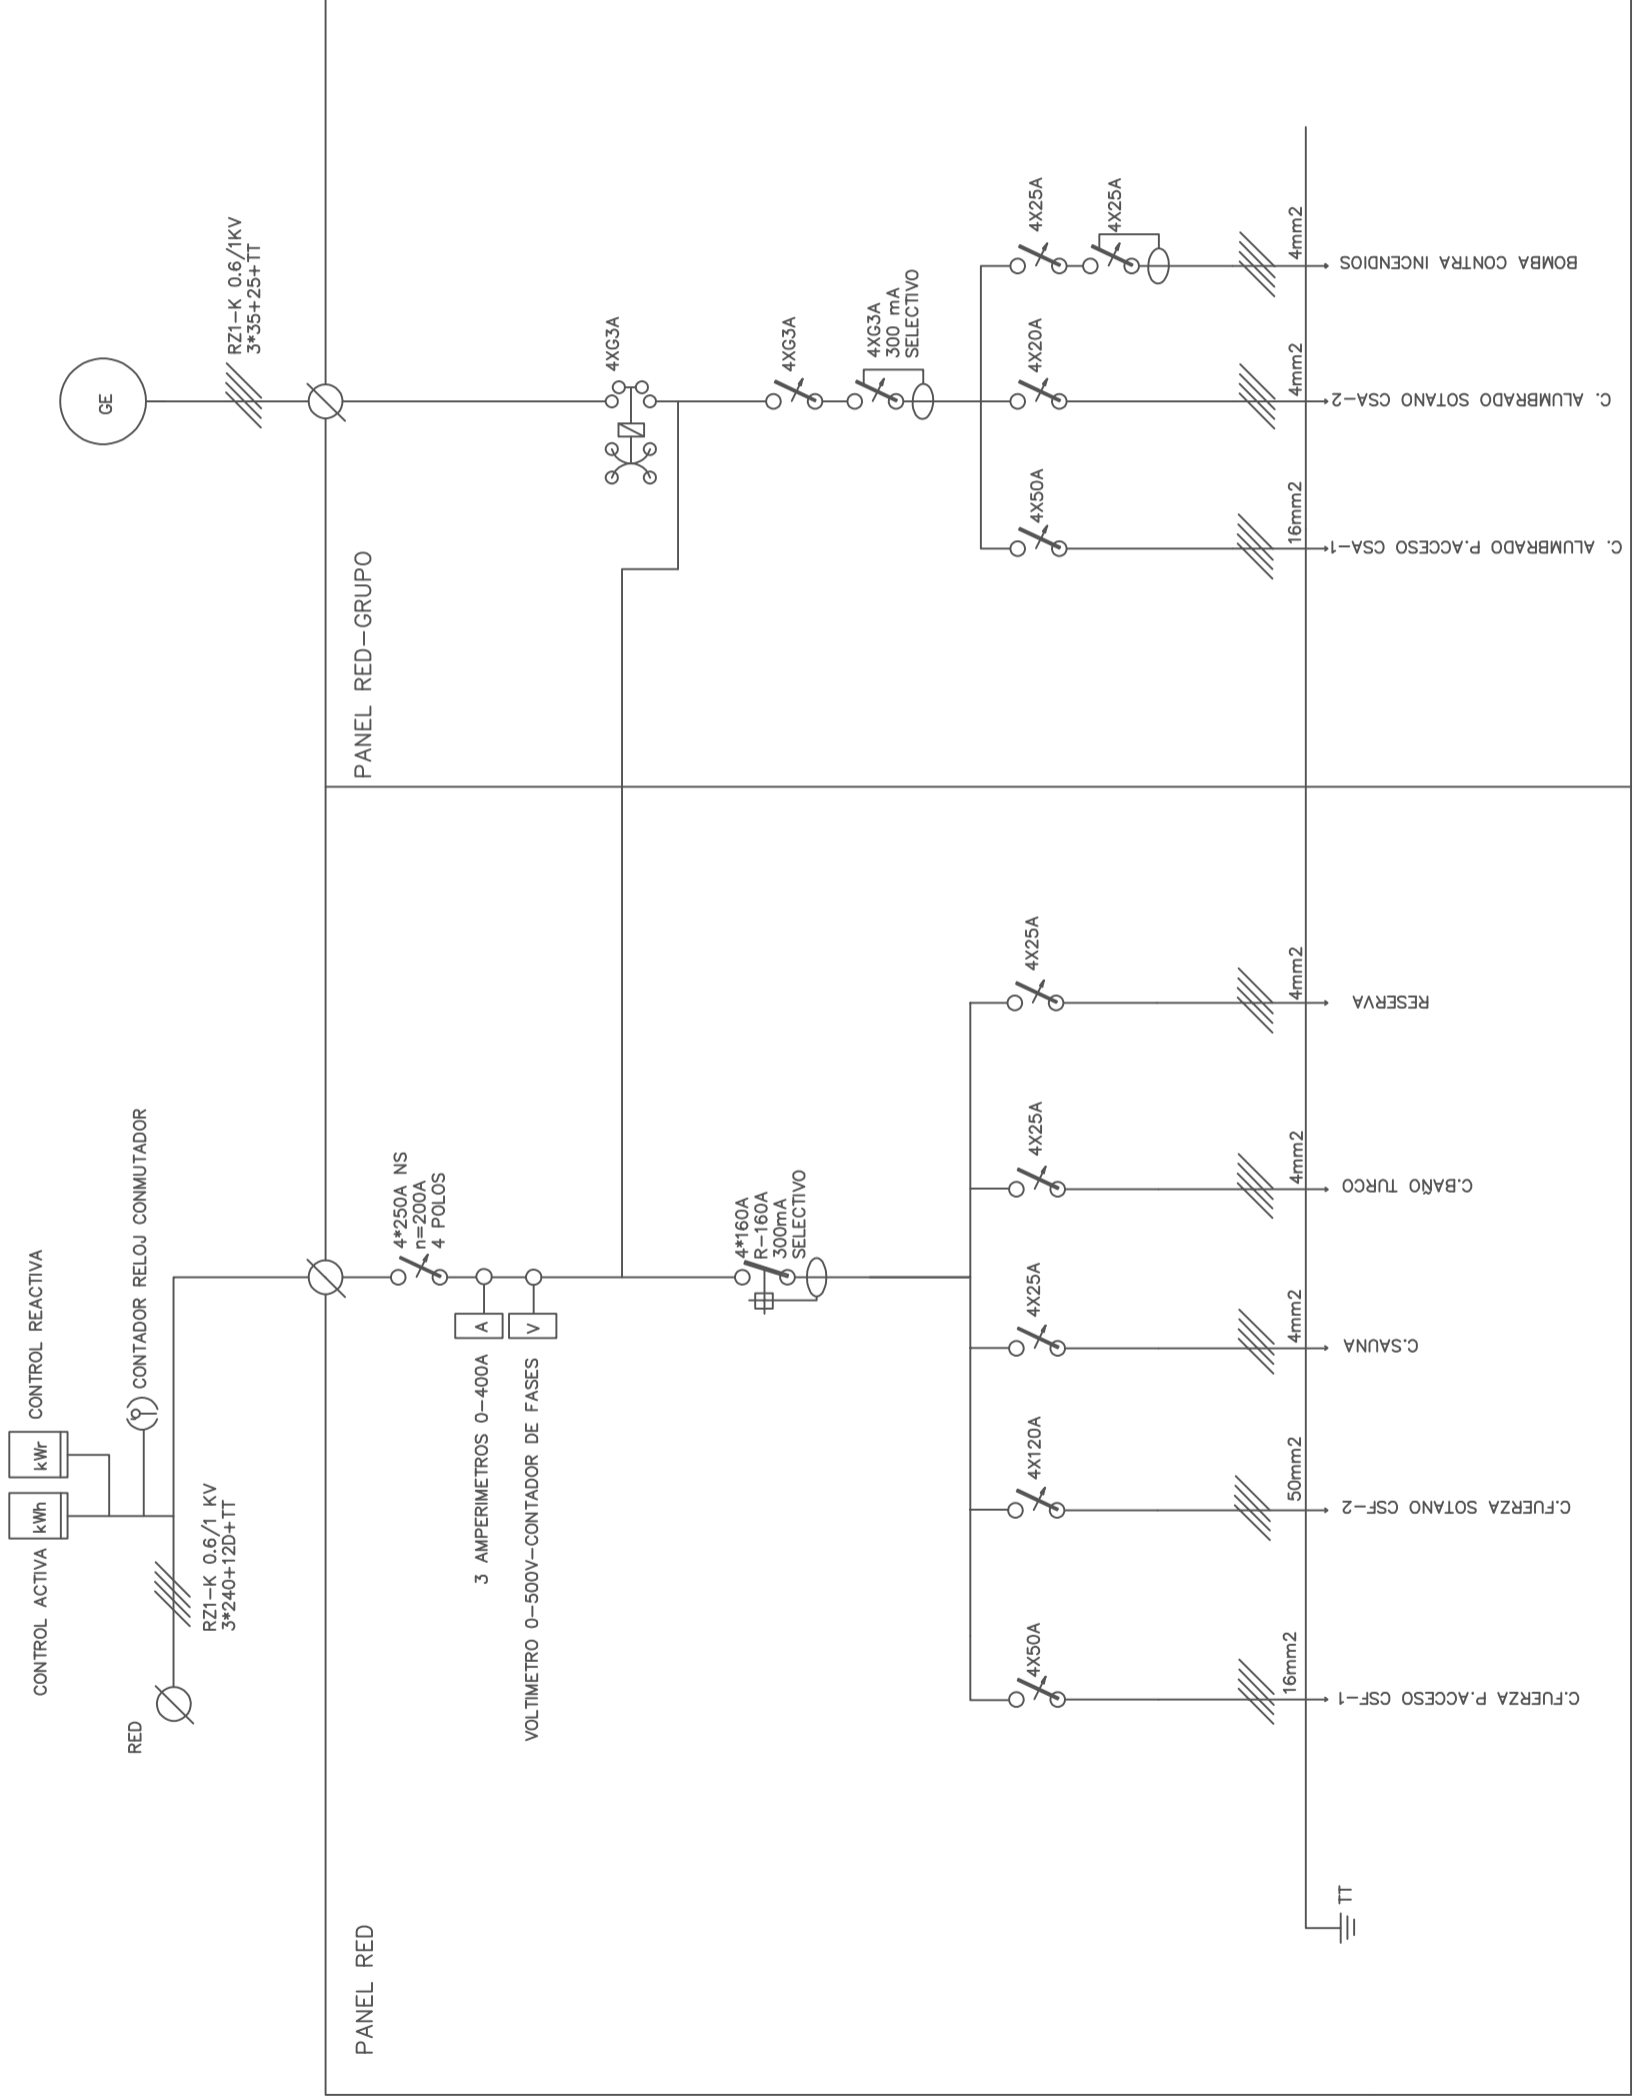 CONTROL ACTIVA
kWh
kWr
CONTROL REACTIVA
CONTADOR RELOJ CONMUTADOR
RED
RZ1-K 0.6/1 KV
3*240+12D+TT
GE
RZ1-K 0.6/1KV
3*35+25+TT
PANEL RED
PANEL RED-GRUPO
4*250A NS
n=200A
4 POLOS
A
3 AMPERIMETROS 0-400A
V
VOLTIMETRO 0-500V-CONTADOR DE FASES
4XG3A
4*160A
R-160A
300mA
SELECTIVO
4XG3A
4XG3A
300 mA
SELECTIVO
4X50A
4X120A
4X25A
4X25A
4X25A
4X50A
4X20A
4X25A
4X25A
16mm2
50mm2
4mm2
4mm2
4mm2
16mm2
4mm2
4mm2
C.FUERZA P.ACCESO CSF-1
C.FUERZA SOTANO CSF-2
C.SAUNA
C.BAÑO TURCO
RESERVA
C. ALUMBRADO P.ACCESO CSA-1
C. ALUMBRADO SOTANO CSA-2
BOMBA CONTRA INCENDIOS
TT